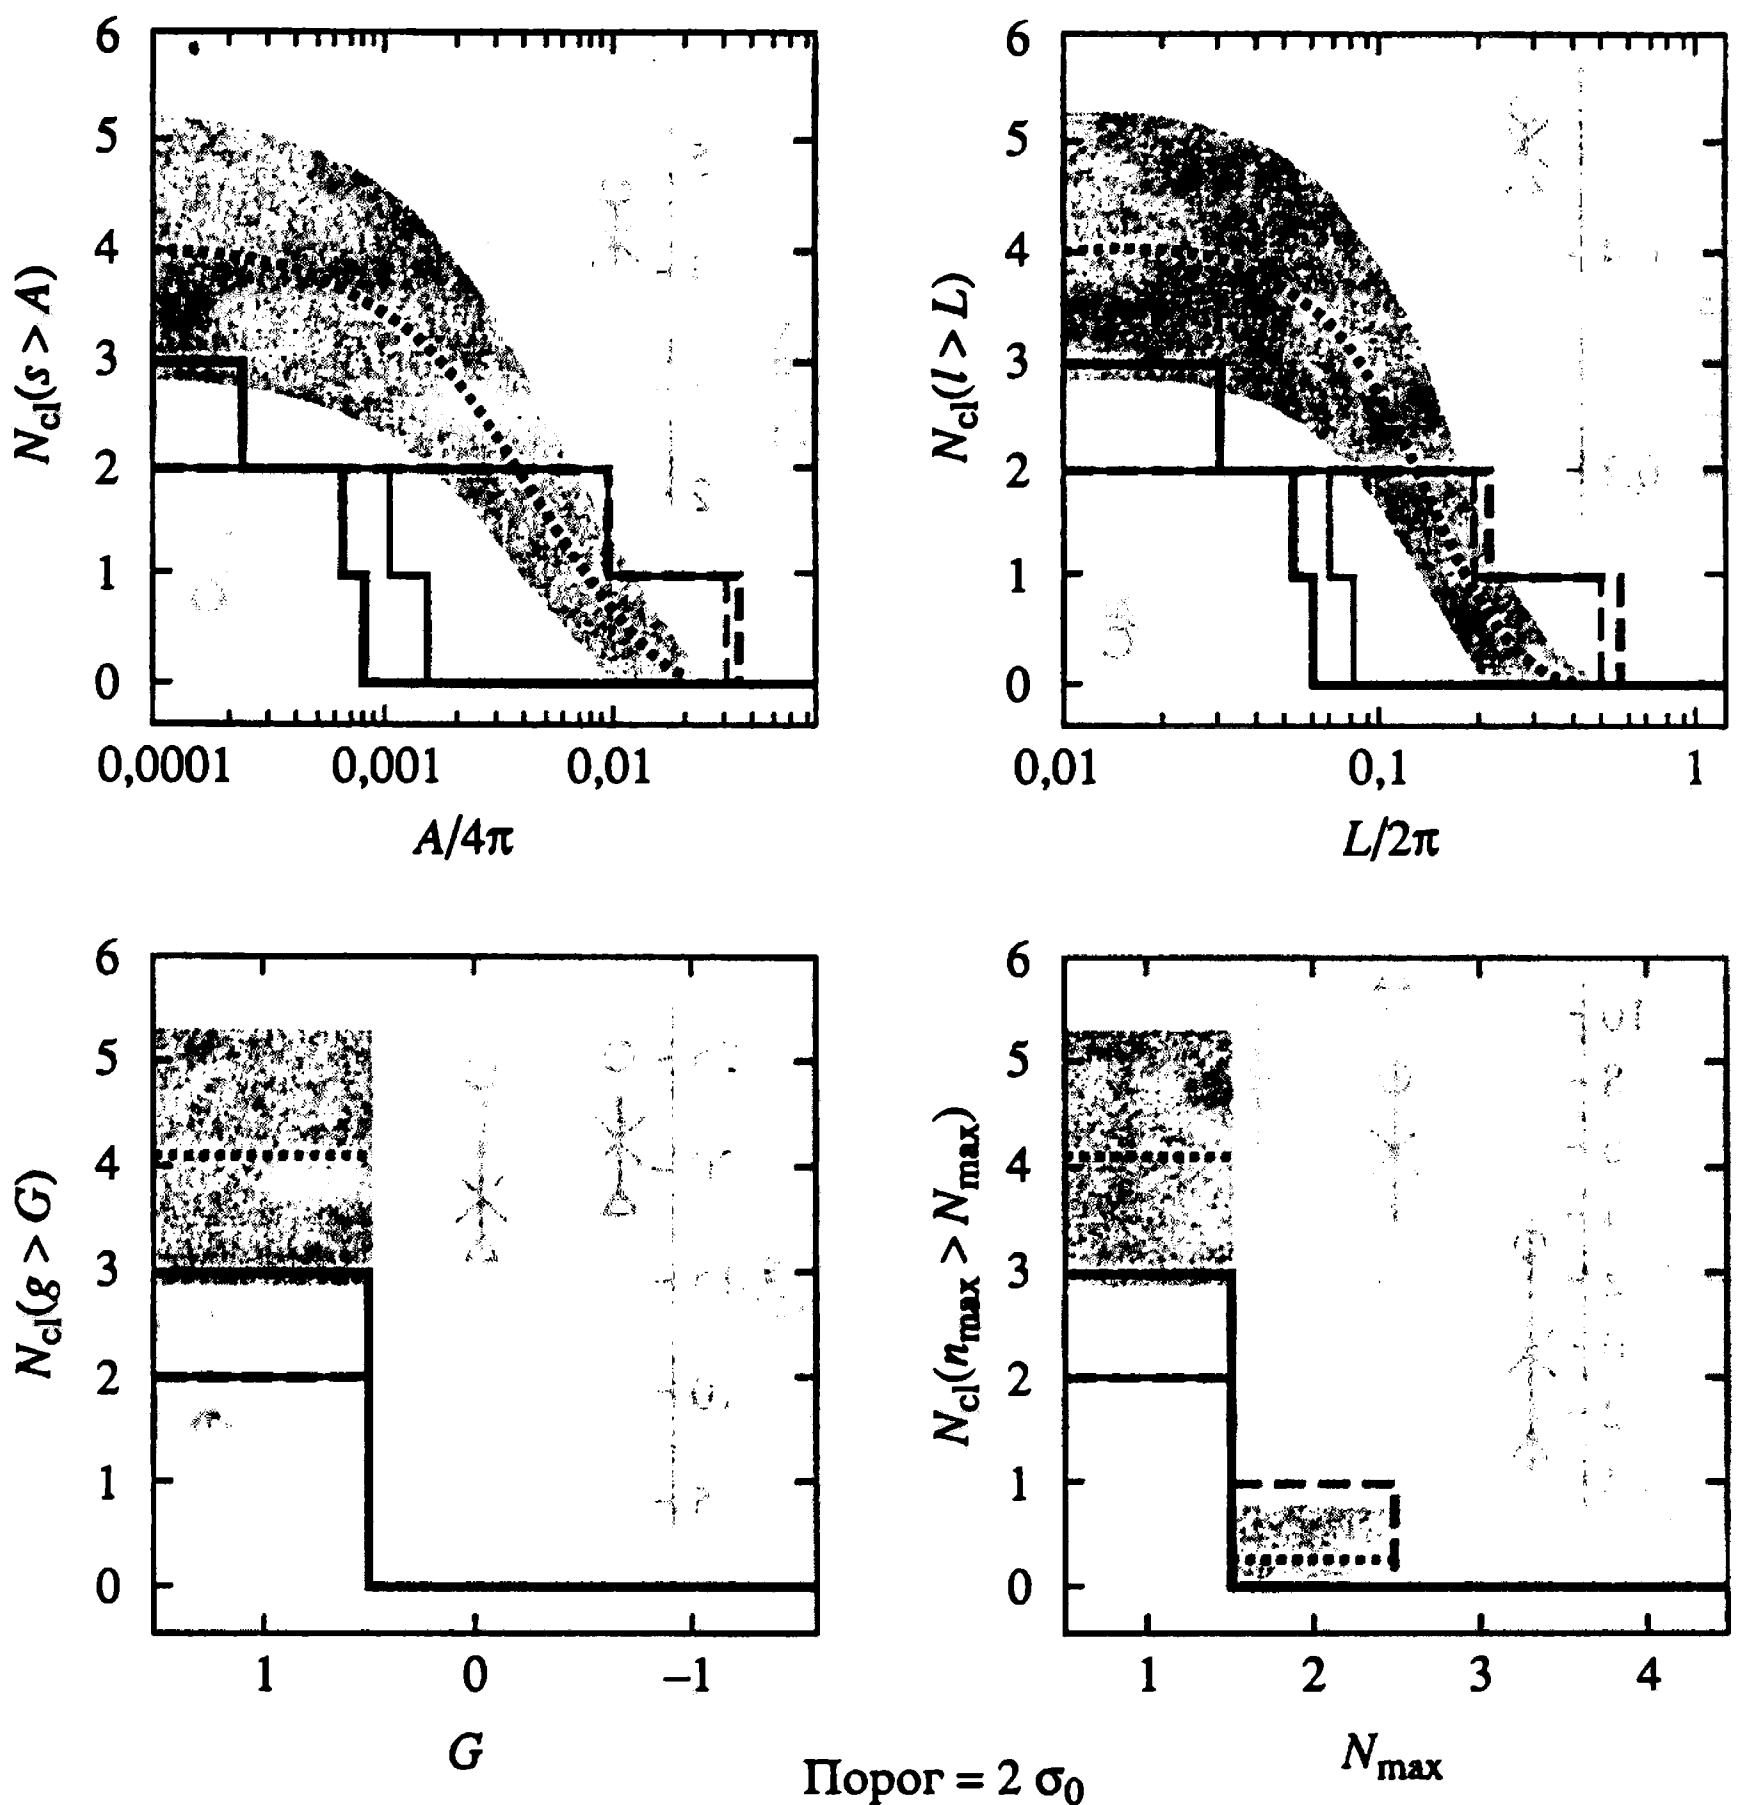 6 6
5 5
4 4
3 3
2 2
1 1
0 0
N_cl(s > A) N_cl(l > L)
0,0001 0,001 0,01 0,01 0,1 1
A/4π L/2π
6 6
5 5
4 4
3 3
2 2
1 1
0 0
N_cl(g > G) N_cl(n_max > N_max)
1 0 –1 1 2 3 4
G N_max
Порог = 2 σ₀